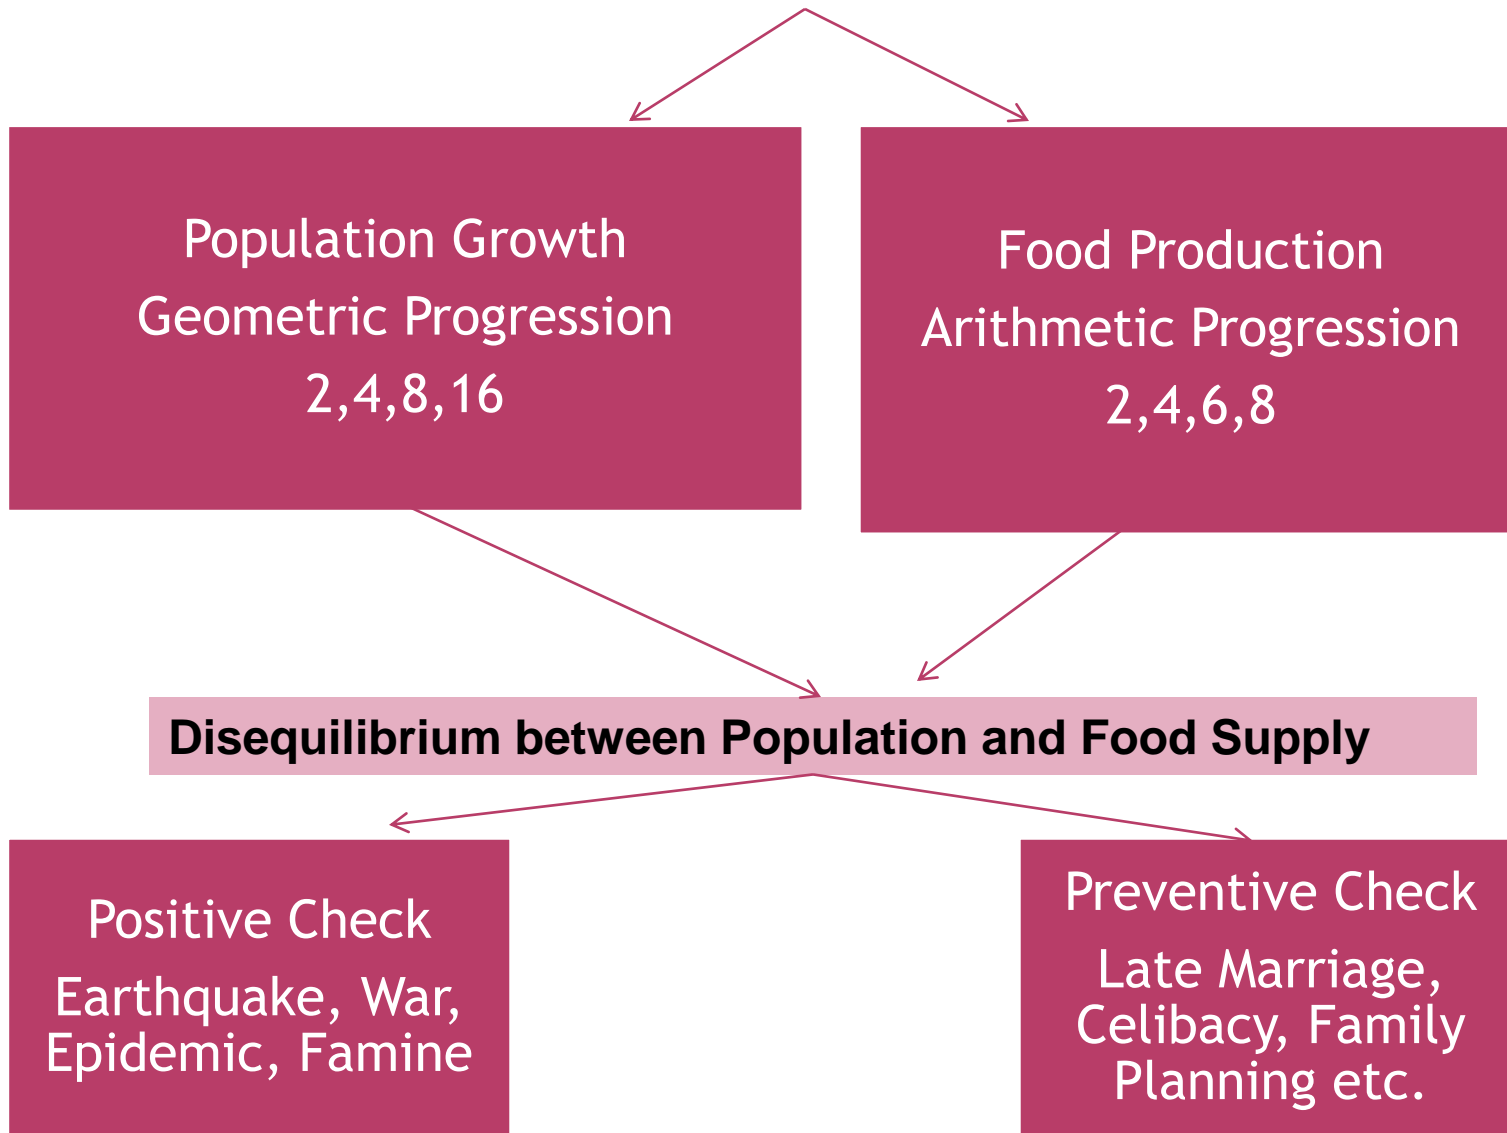 Population Growth
Geometric Progression
2,4,8,16
Food Production
Arithmetic Progression
2,4,6,8
Disequilibrium between Population and Food Supply
Positive Check
Earthquake, War,
Epidemic, Famine
Preventive Check
Late Marriage,
Celibacy, Family
Planning etc.